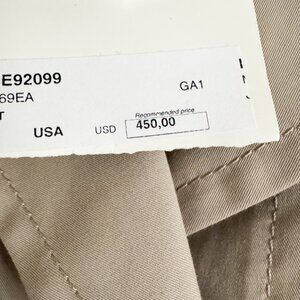 E92099
69EA GA1
T Recommended price
USA USD 450,00